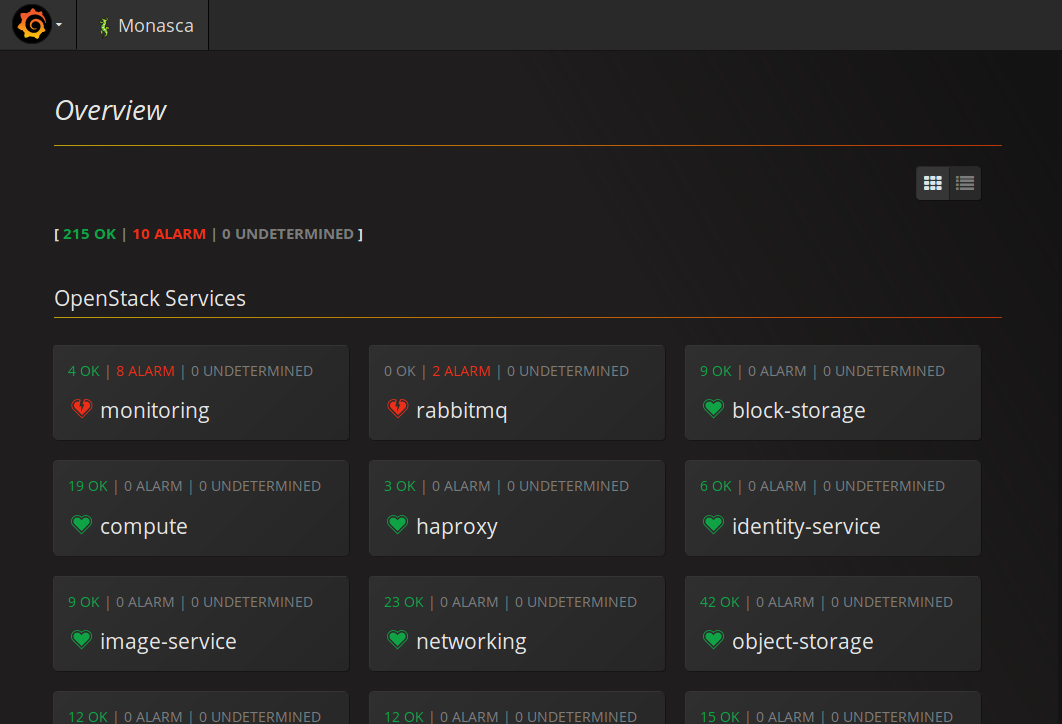 Monasca
Overview
[ 215 OK | 10 ALARM | 0 UNDETERMINED ]
OpenStack Services
4 OK | 8 ALARM | 0 UNDETERMINED
monitoring
0 OK | 2 ALARM | 0 UNDETERMINED
rabbitmq
9 OK | 0 ALARM | 0 UNDETERMINED
block-storage
19 OK | 0 ALARM | 0 UNDETERMINED
compute
3 OK | 0 ALARM | 0 UNDETERMINED
haproxy
6 OK | 0 ALARM | 0 UNDETERMINED
identity-service
9 OK | 0 ALARM | 0 UNDETERMINED
image-service
23 OK | 0 ALARM | 0 UNDETERMINED
networking
42 OK | 0 ALARM | 0 UNDETERMINED
object-storage
12 OK | 0 ALARM | 0 UNDETERMINED
12 OK | 0 ALARM | 0 UNDETERMINED
15 OK | 0 ALARM | 0 UNDETERMINED